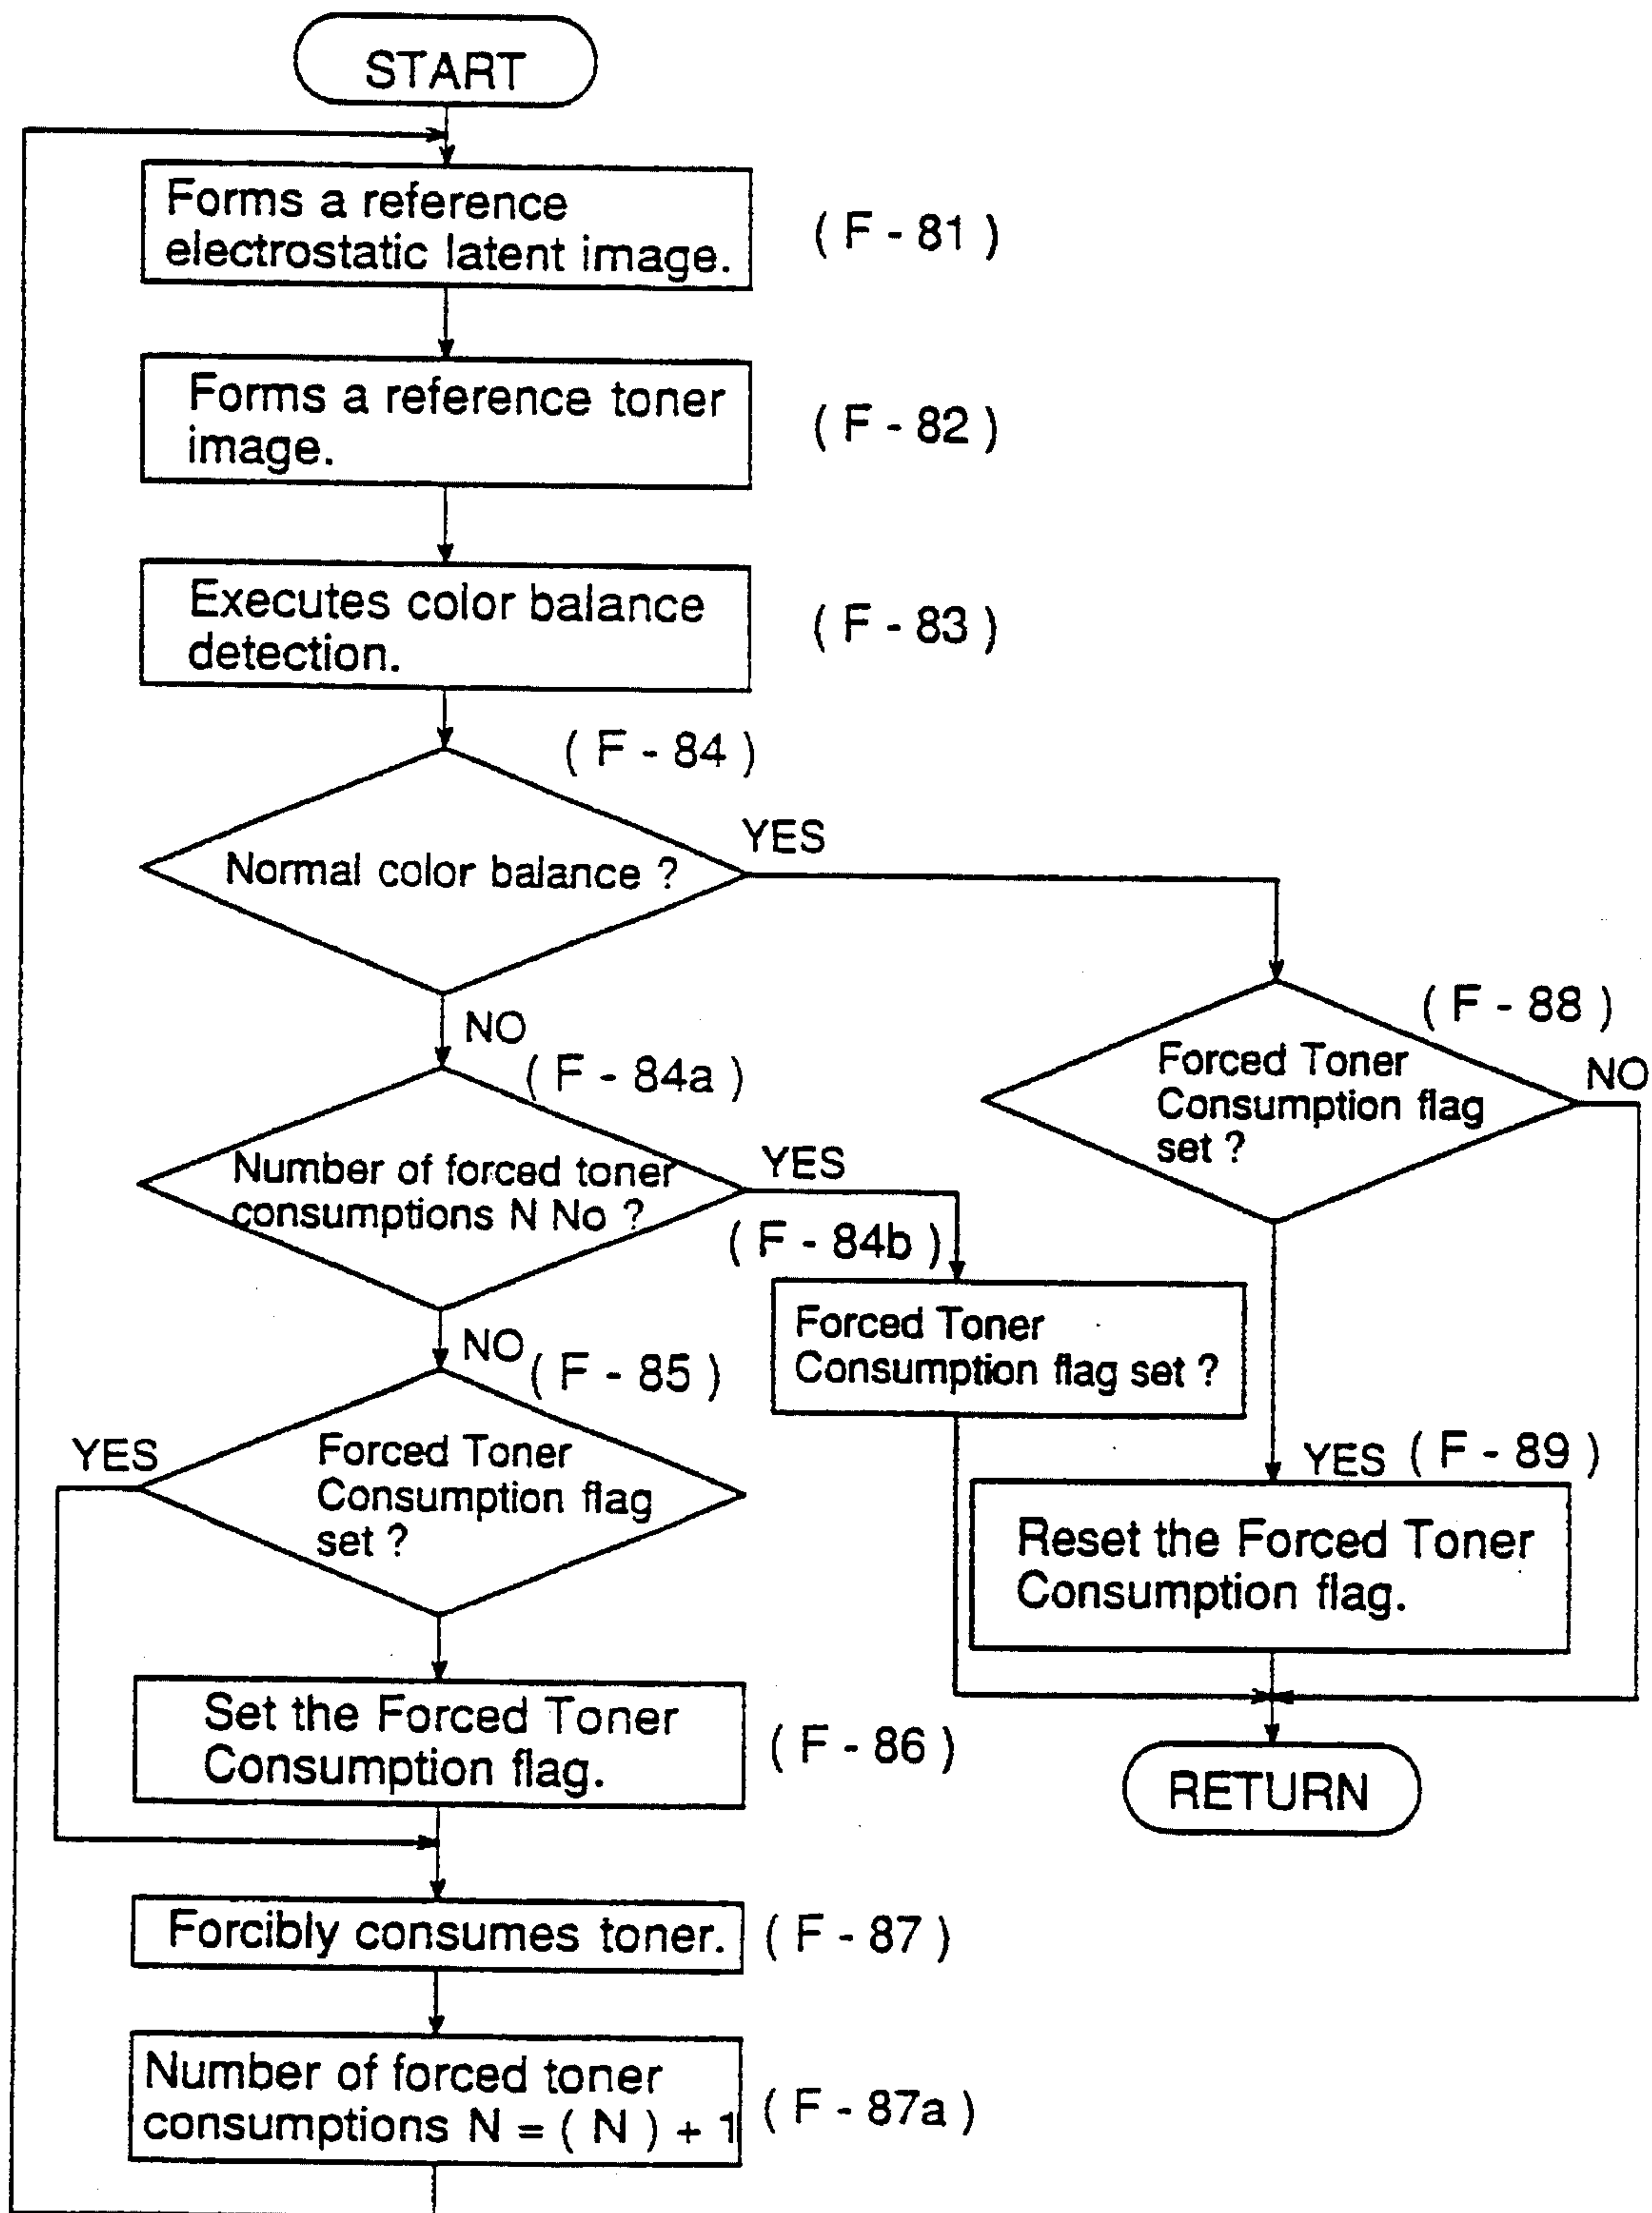 START
Forms a reference
electrostatic latent image.
( F - 81 )
Forms a reference toner
image.
( F - 82 )
Executes color balance
detection.
( F - 83 )
( F - 84 )
Normal color balance ?
YES
NO
( F - 84a )
Number of forced toner
consumptions N No ?
YES
( F - 84b )
Forced Toner
Consumption flag set ?
( F - 88 )
Forced Toner
Consumption flag
set ?
NO
NO
( F - 85 )
YES
Forced Toner
Consumption flag
set ?
YES ( F - 89 )
Reset the Forced Toner
Consumption flag.
Set the Forced Toner
Consumption flag.
( F - 86 )
RETURN
Forcibly consumes toner.
( F - 87 )
Number of forced toner
consumptions N = ( N ) + 1
( F - 87a )